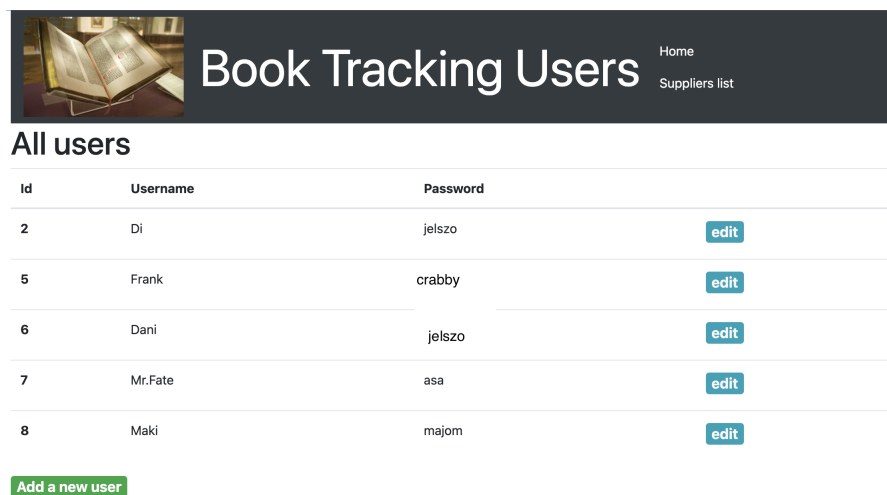 Book Tracking Users
Home
Suppliers list
All users
Id Username Password
2 Di jelszo edit
5 Frank crabby edit
6 Dani jelszo edit
7 Mr.Fate asa edit
8 Maki majom edit
Add a new user